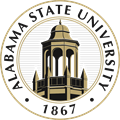 ALABAMA STATE UNIVERSITY
• 1867 •